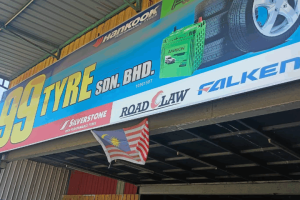 HANKOOK
99 TYRE SDN. BHD.
SILVERSTONE
ROAD CLAW
FALKEN